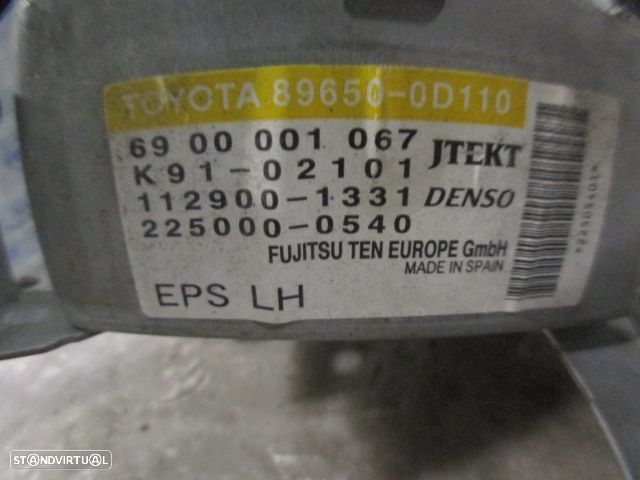 TOYOTA 89650-0D110
69 00 001 067
JTEKT
K91-02101
112900-1331 DENSO
225000-0540
FUJITSU TEN EUROPE GmbH
MADE IN SPAIN
EPS LH
STANDVIRTUAL